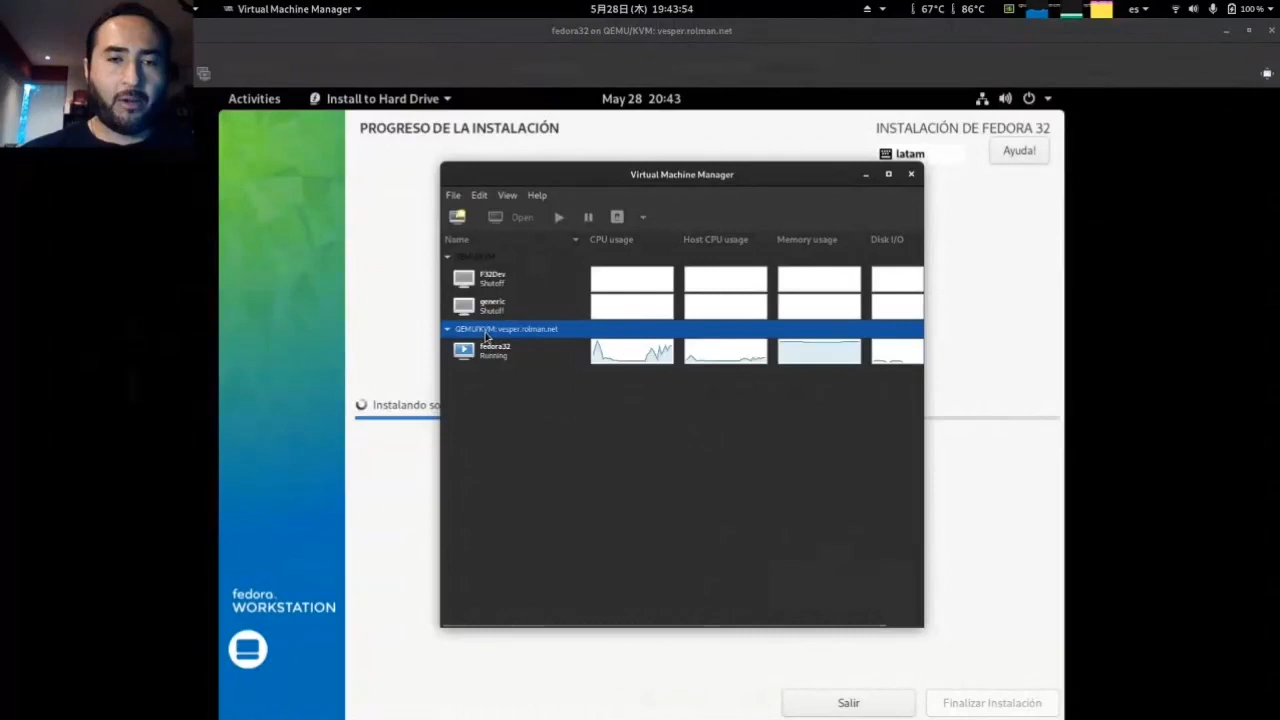 Virtual Machine Manager
5月28日(木) 19:43:54
67°C
86°C
es
100%
fedora32 on QEMU/KVM: vesper.rolman.net
Activities
Install to Hard Drive
May 28 20:43
PROGRESO DE LA INSTALACIÓN
INSTALACIÓN DE FEDORA 32
latam
Ayuda!
Virtual Machine Manager
File Edit View Help
Open
Name
CPU usage
Host CPU usage
Memory usage
Disk I/O
QEMU/KVM
F32Dev
Shutoff
generic
Shutoff
QEMU/KVM: vesper.rolman.net
fedora32
Running
Instalando so
fedora.
WORKSTATION
Salir
Finalizar Instalación